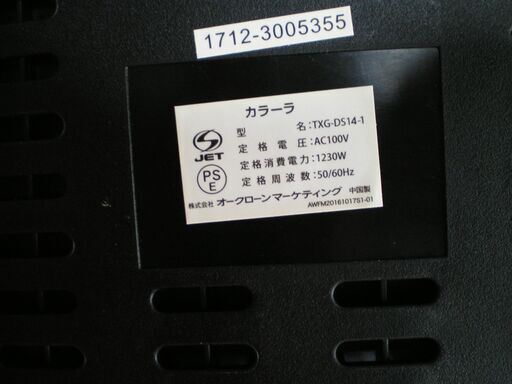 1712-3005355
カラーラ
型 名:TXG-DS14-1
定格電圧:AC100V
定格消費電力:1230W
定格周波数:50/60Hz
JET
PS
E
株式会社 オークローンマーケティング 中国製
AWFM20161017S1-01